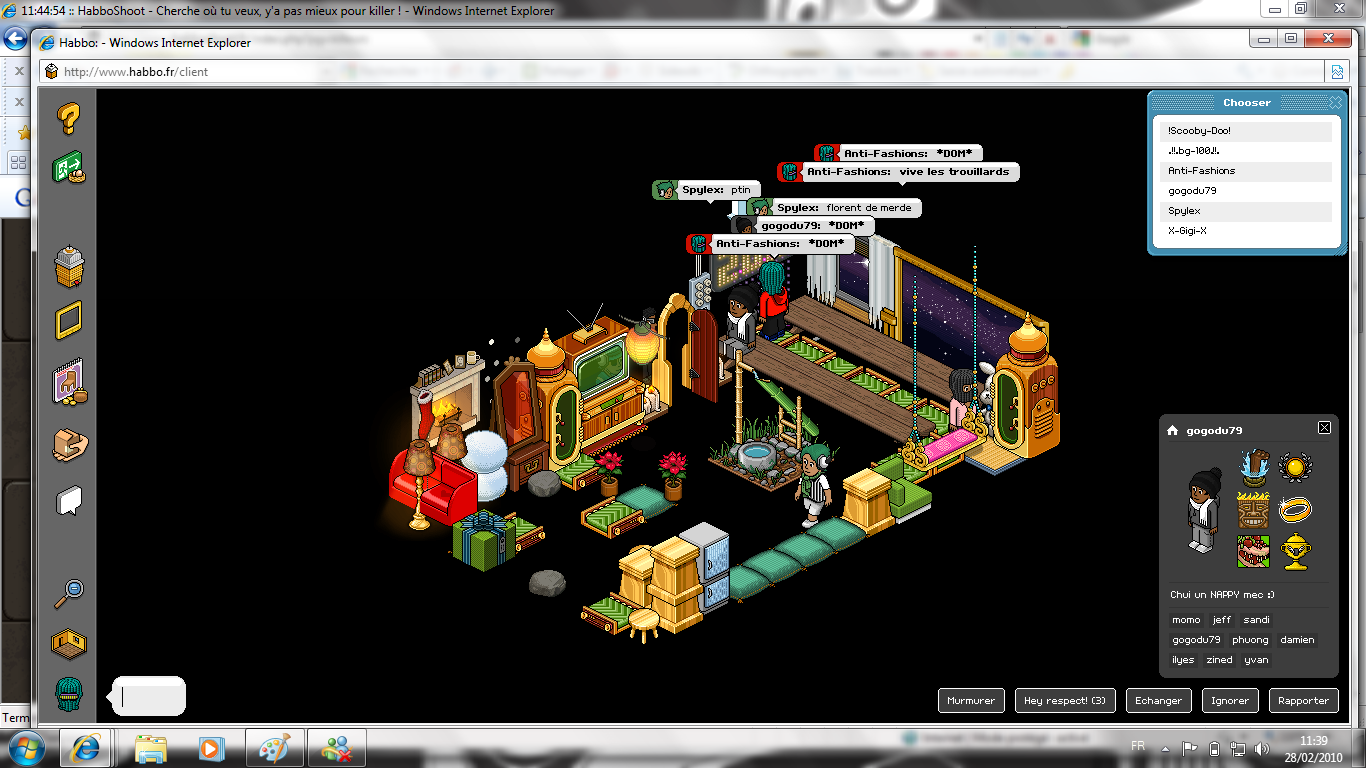 11:44:54 :: HabboShoot - Cherche où tu veux, y'a pas mieux pour killer ! - Windows Internet Explorer
Habbo: - Windows Internet Explorer
http://www.habbo.fr/client
Chooser
!Scooby-Doo!
.!!.bg-100.!!.
Anti-Fashions
gogodu79
Spylex
X-Gigi-X
Anti-Fashions: *DOM*
Anti-Fashions: vive les trouillards
Spylex: ptin
Spylex: florent de merde
gogodu79: *DOM*
Anti-Fashions: *DOM*
gogodu79
Chui un NAPPY mec :)
momo jeff sandi
gogodu79 phuong damien
ilyes zined yvan
Murmurer Hey respect! (3) Echanger Ignorer Rapporter
Term
FR
11:39
28/02/2010